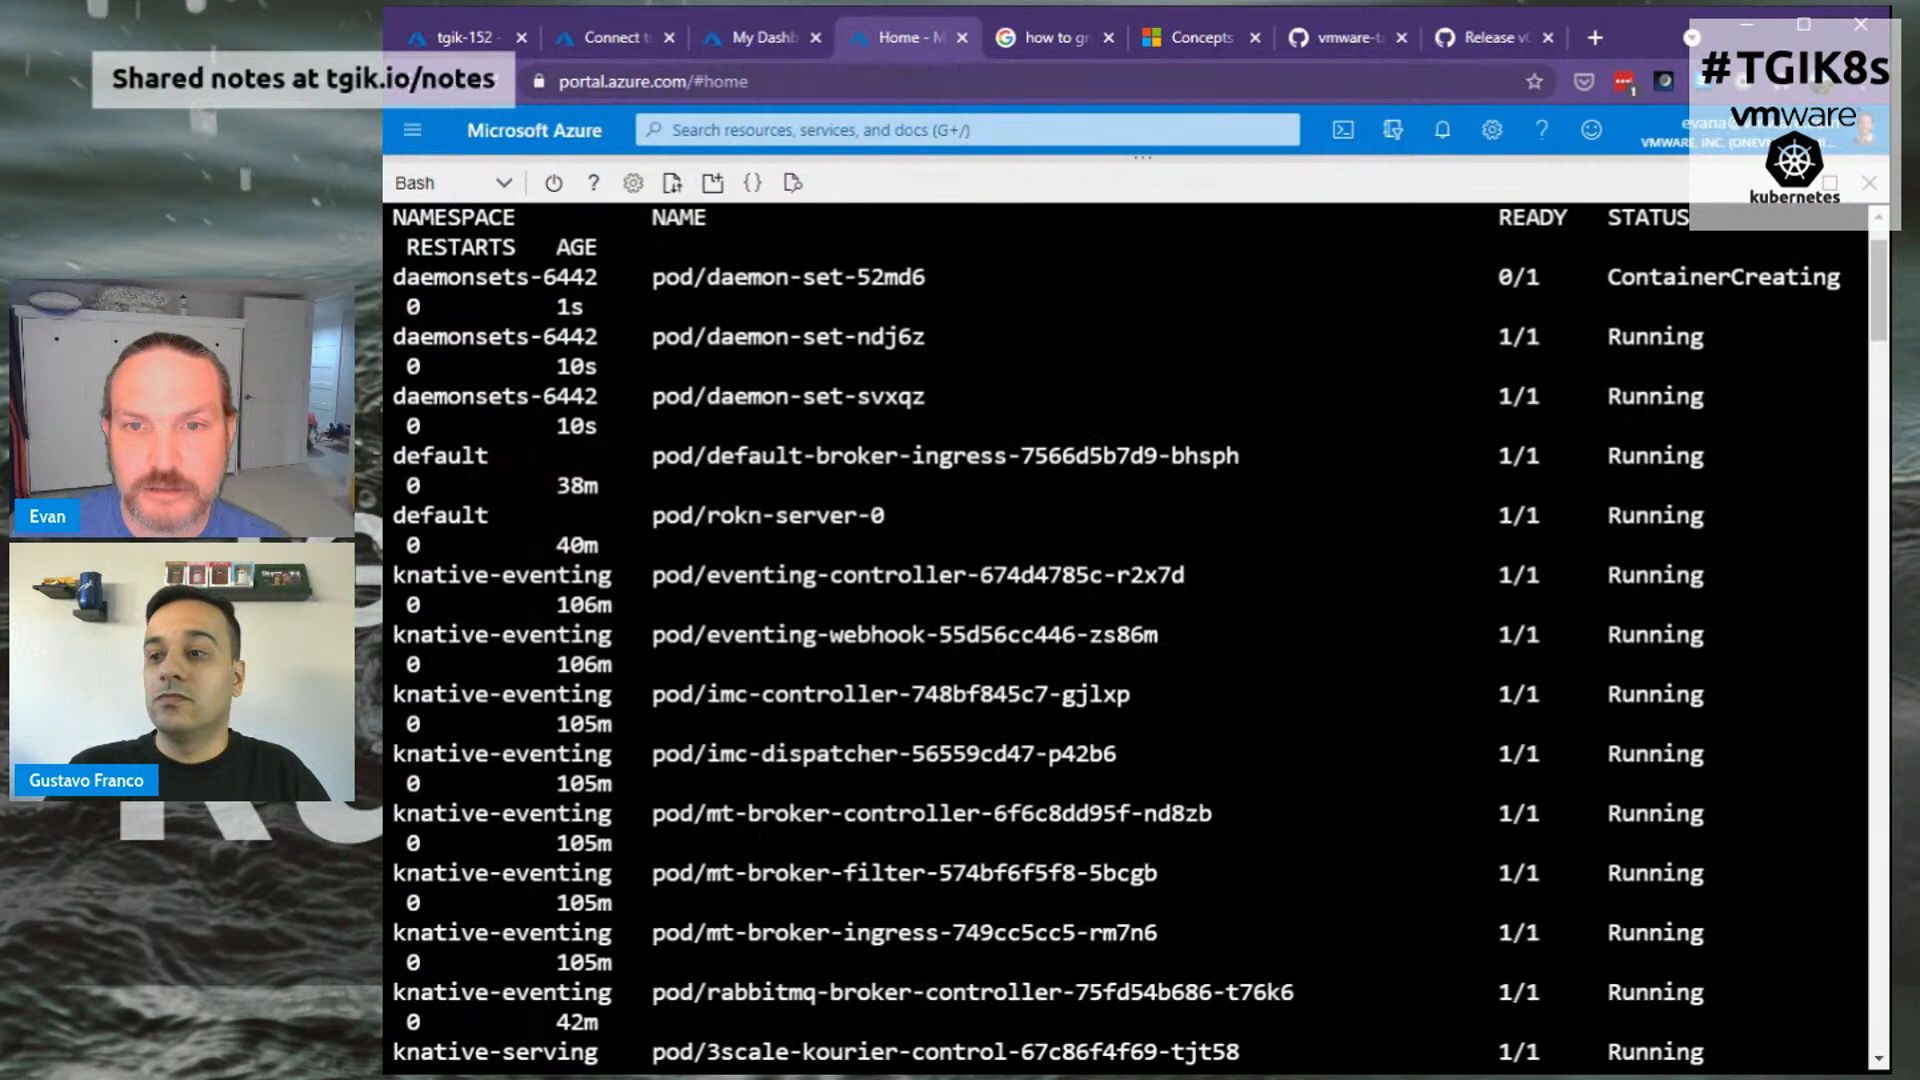 tgik-152 -
Connect t
My Dashb
Home - M
how to gr
Concepts
vmware-t
Release v
Shared notes at tgik.io/notes
portal.azure.com/#home
1
#TGIK8s
vmware
kubernetes
Microsoft Azure
Search resources, services, and docs (G+/)
VMWARE, INC.
Bash
NAMESPACE NAME READY STATUS
RESTARTS AGE
daemonsets-6442 pod/daemon-set-52md6 0/1 ContainerCreating
0 1s
daemonsets-6442 pod/daemon-set-ndj6z 1/1 Running
0 10s
daemonsets-6442 pod/daemon-set-svxqz 1/1 Running
0 10s
default pod/default-broker-ingress-7566d5b7d9-bhsph 1/1 Running
0 38m
default pod/rokn-server-0 1/1 Running
0 40m
knative-eventing pod/eventing-controller-674d4785c-r2x7d 1/1 Running
0 106m
knative-eventing pod/eventing-webhook-55d56cc446-zs86m 1/1 Running
0 106m
knative-eventing pod/imc-controller-748bf845c7-gjlxp 1/1 Running
0 105m
knative-eventing pod/imc-dispatcher-56559cd47-p42b6 1/1 Running
0 105m
knative-eventing pod/mt-broker-controller-6f6c8dd95f-nd8zb 1/1 Running
0 105m
knative-eventing pod/mt-broker-filter-574bf6f5f8-5bcgb 1/1 Running
0 105m
knative-eventing pod/mt-broker-ingress-749cc5cc5-rm7n6 1/1 Running
0 105m
knative-eventing pod/rabbitmq-broker-controller-75fd54b686-t76k6 1/1 Running
0 42m
knative-serving pod/3scale-kourier-control-67c86f4f69-tjt58 1/1 Running
Evan
Gustavo Franco